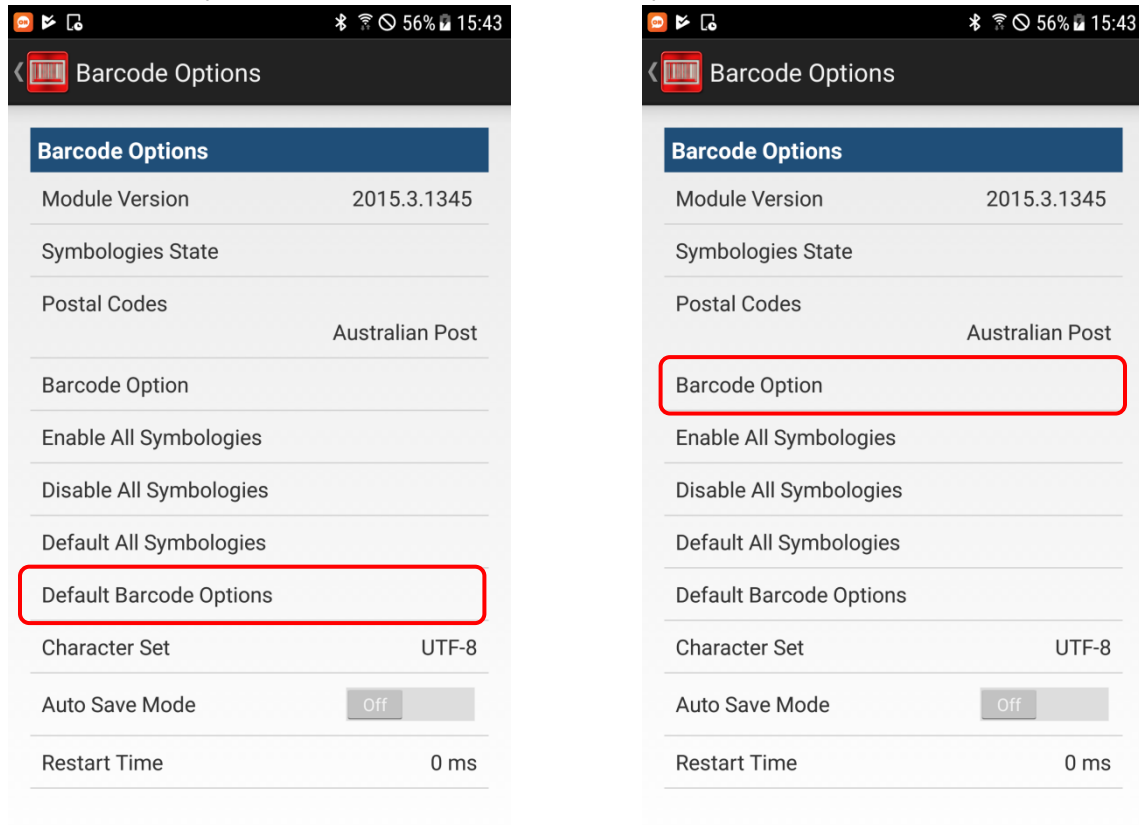 56% 15:43
Barcode Options
Barcode Options
Module Version 2015.3.1345
Symbologies State
Postal Codes
Australian Post
Barcode Option
Enable All Symbologies
Disable All Symbologies
Default All Symbologies
Default Barcode Options
Character Set UTF-8
Auto Save Mode Off
Restart Time 0 ms
56% 15:43
Barcode Options
Barcode Options
Module Version 2015.3.1345
Symbologies State
Postal Codes
Australian Post
Barcode Option
Enable All Symbologies
Disable All Symbologies
Default All Symbologies
Default Barcode Options
Character Set UTF-8
Auto Save Mode Off
Restart Time 0 ms